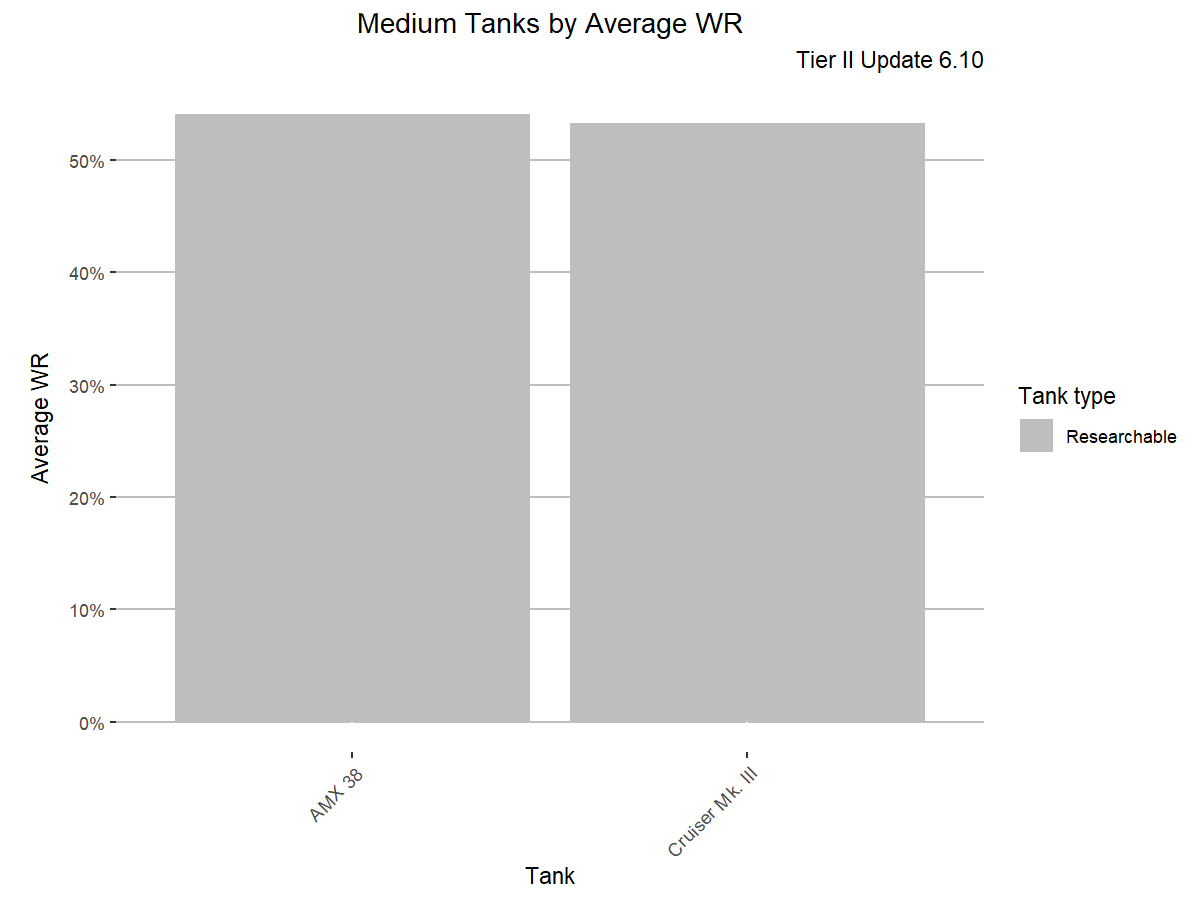 Medium Tanks by Average WR
Tier II Update 6.10
50%
40%
30%
20%
10%
0%
Average WR
AMX 38
Cruiser Mk. III
Tank
Tank type
Researchable